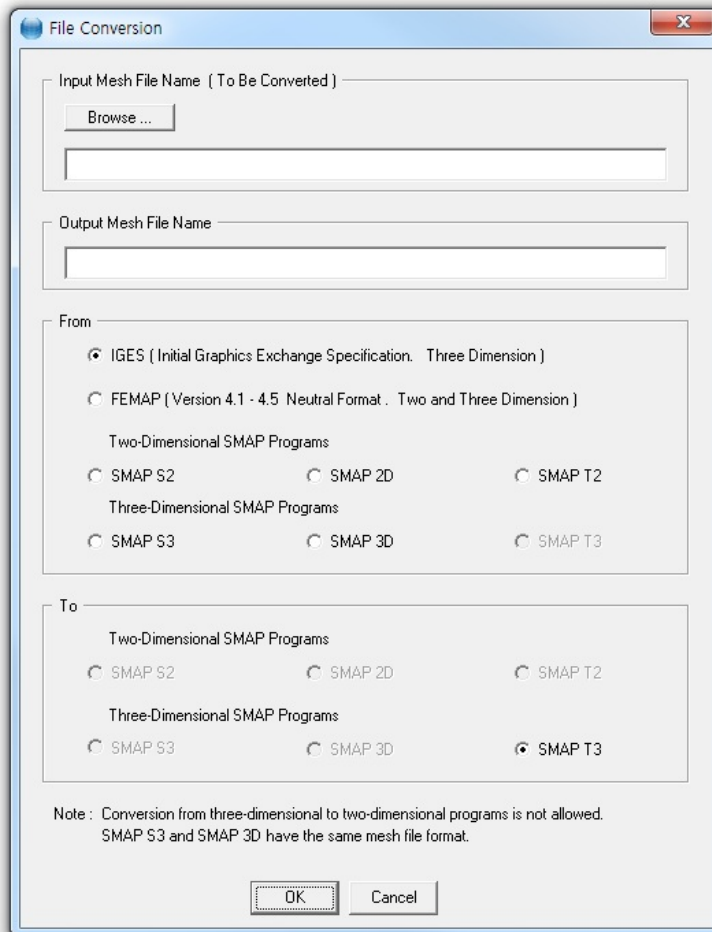 File Conversion
Input Mesh File Name ( To Be Converted )
Browse ...
Output Mesh File Name
From
IGES ( Initial Graphics Exchange Specification. Three Dimension )
FEMAP ( Version 4.1 - 4.5 Neutral Format . Two and Three Dimension )
Two-Dimensional SMAP Programs
SMAP S2 SMAP 2D SMAP T2
Three-Dimensional SMAP Programs
SMAP S3 SMAP 3D SMAP T3
To
Two-Dimensional SMAP Programs
SMAP S2 SMAP 2D SMAP T2
Three-Dimensional SMAP Programs
SMAP S3 SMAP 3D SMAP T3
Note : Conversion from three-dimensional to two-dimensional programs is not allowed.
SMAP S3 and SMAP 3D have the same mesh file format.
OK Cancel